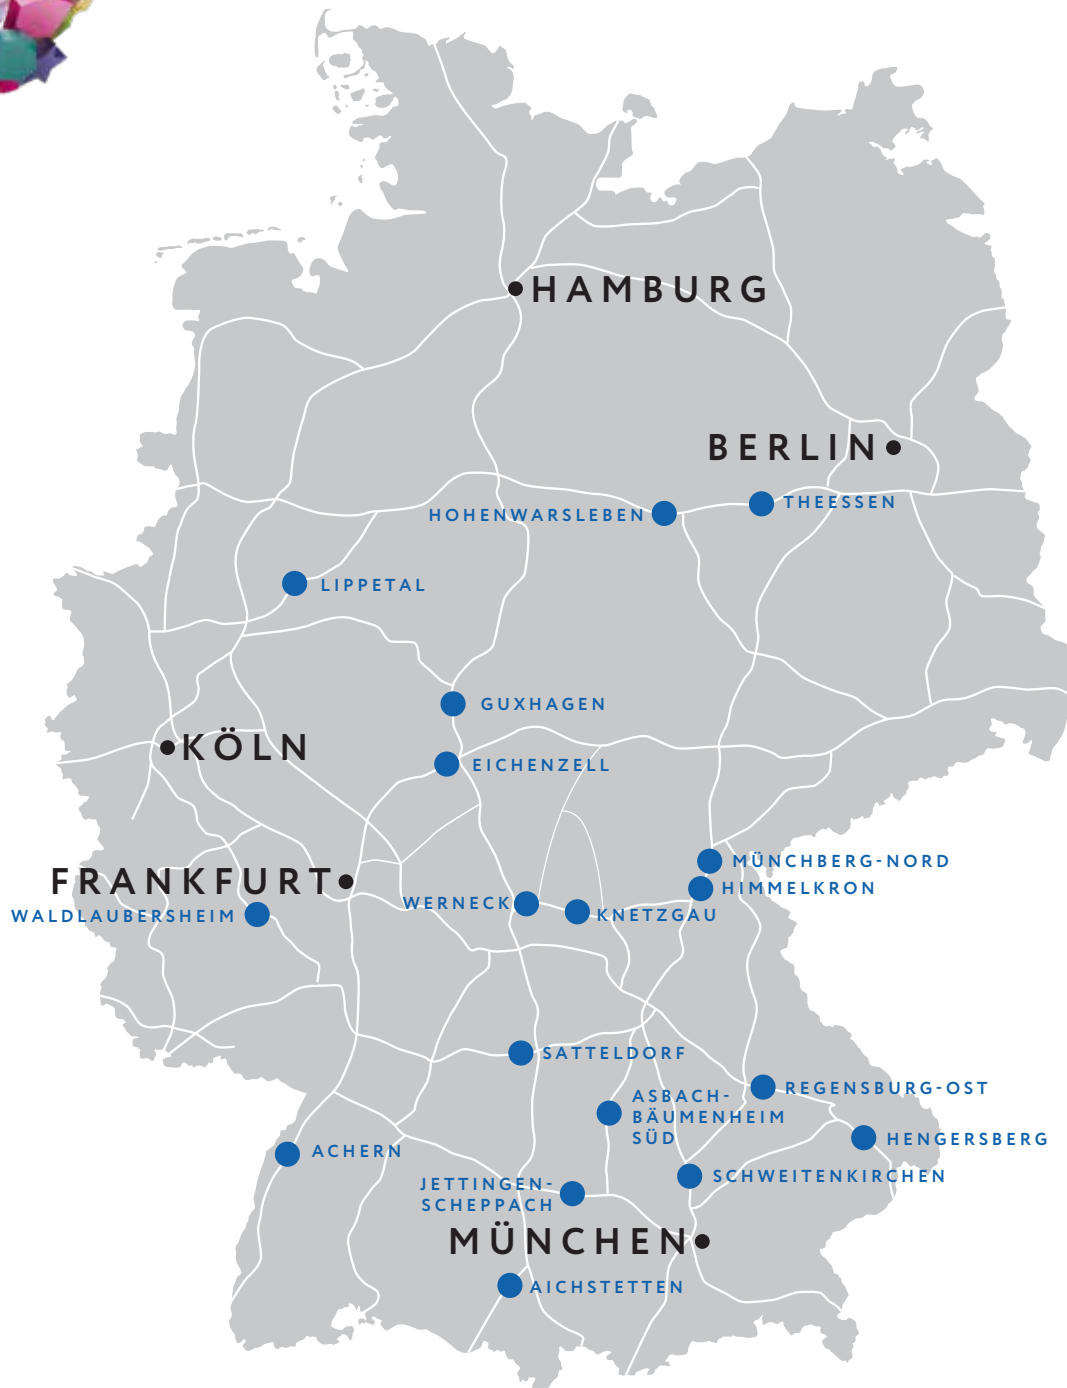 HAMBURG
BERLIN
THEESSEN
HOHENWARSLEBEN
LIPPETAL
GUXHAGEN
KÖLN
EICHENZELL
MÜNCHBERG-NORD
FRANKFURT
HIMMELKRON
WERNECK
WALDLAUBERSHEIM
KNETZGAU
SATTELDORF
REGENSBURG-OST
ASBACH-
BÄUMENHEIM
SÜD
HENGERSBERG
ACHERN
SCHWEITENKIRCHEN
JETTINGEN-
SCHEPPACH
MÜNCHEN
AICHSTETTEN